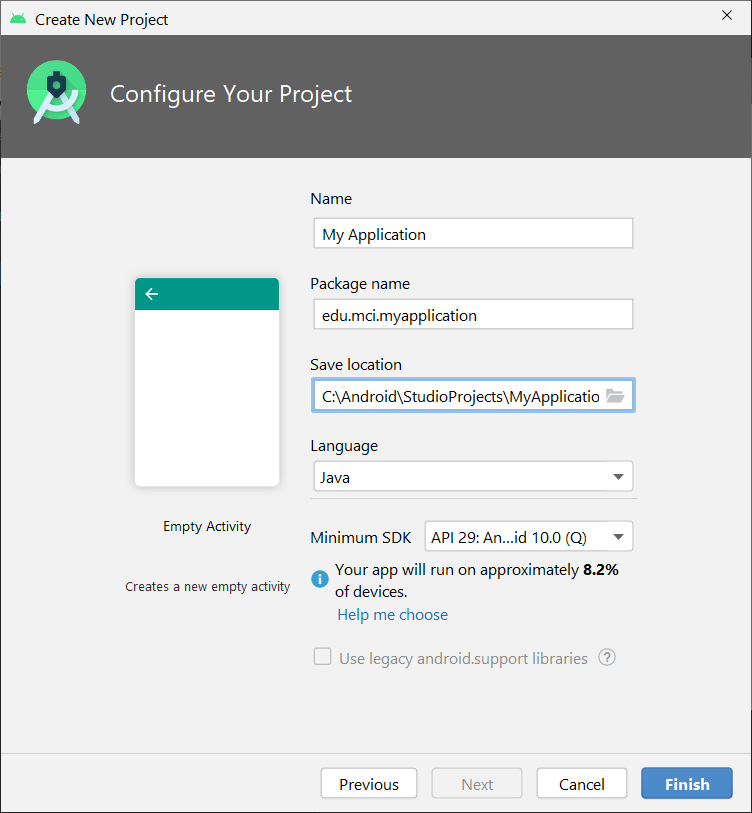 Create New Project
Configure Your Project
Name
My Application
Package name
edu.mci.myapplication
Save location
C:\Android\StudioProjects\MyApplicatio
Language
Java
Empty Activity
Minimum SDK
API 29: An...id 10.0 (Q)
Creates a new empty activity
Your app will run on approximately 8.2%
of devices.
Help me choose
Use legacy android.support libraries
?
Previous
Next
Cancel
Finish